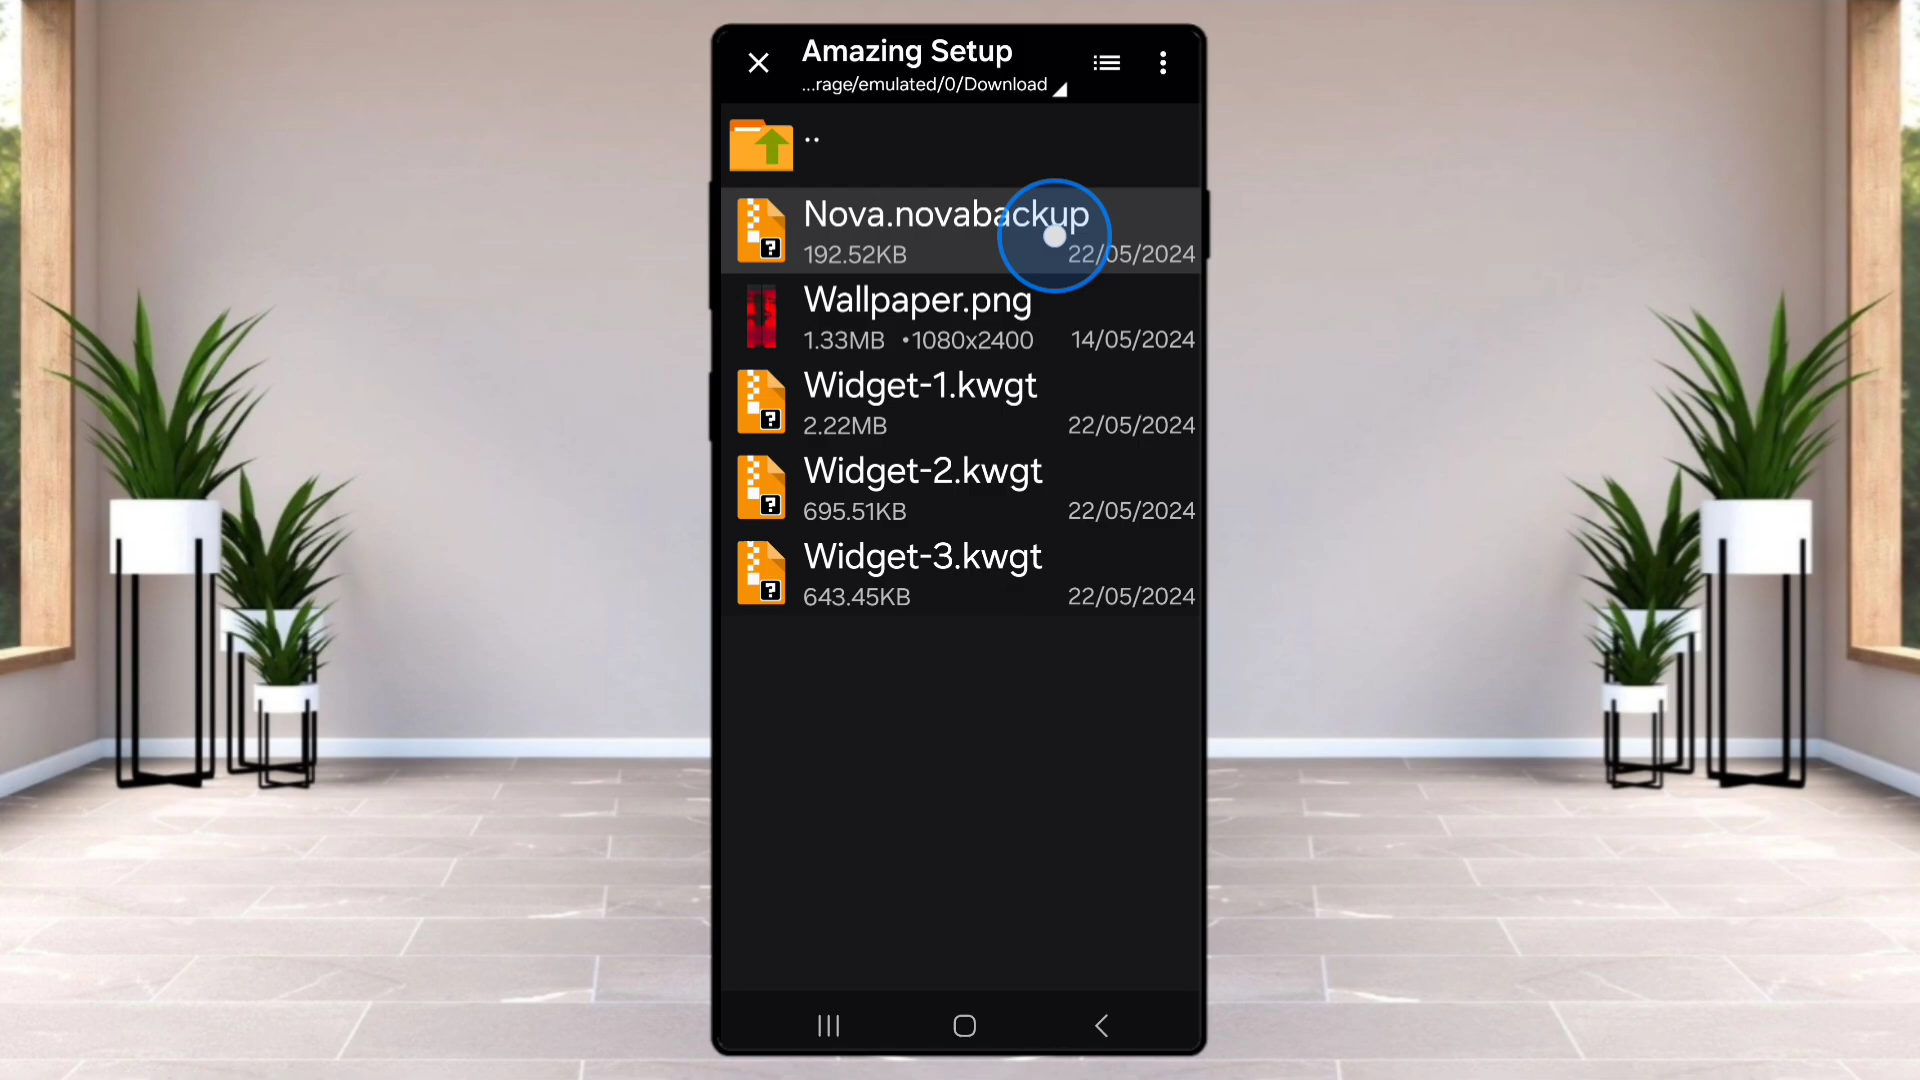 Amazing Setup
...rage/emulated/0/Download
..
Nova.novabackup
192.52KB 22/05/2024
Wallpaper.png
1.33MB •1080x2400 14/05/2024
Widget-1.kwgt
2.22MB 22/05/2024
Widget-2.kwgt
695.51KB 22/05/2024
Widget-3.kwgt
643.45KB 22/05/2024